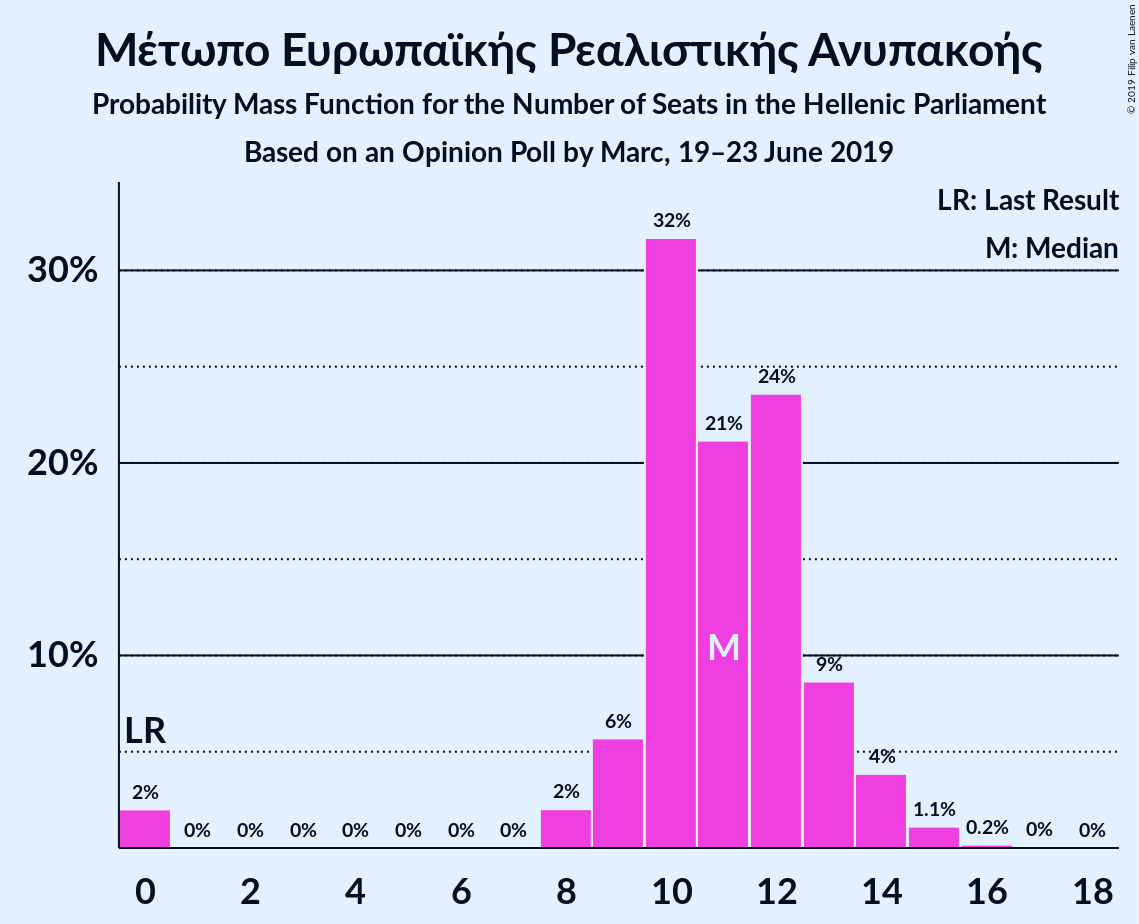 Μέτωπο Ευρωπαϊκής Ρεαλιστικής Ανυπακοής
Probability Mass Function for the Number of Seats in the Hellenic Parliament
Based on an Opinion Poll by Marc, 19–23 June 2019
© 2019 Filip van Laenen
LR: Last Result
M: Median
30%
20%
10%
32%
24%
21%
M
9%
6%
LR
4%
2%
0%
0%
0%
0%
0%
0%
0%
2%
1.1%
0.2%
0%
0%
0 2 4 6 8 10 12 14 16 18